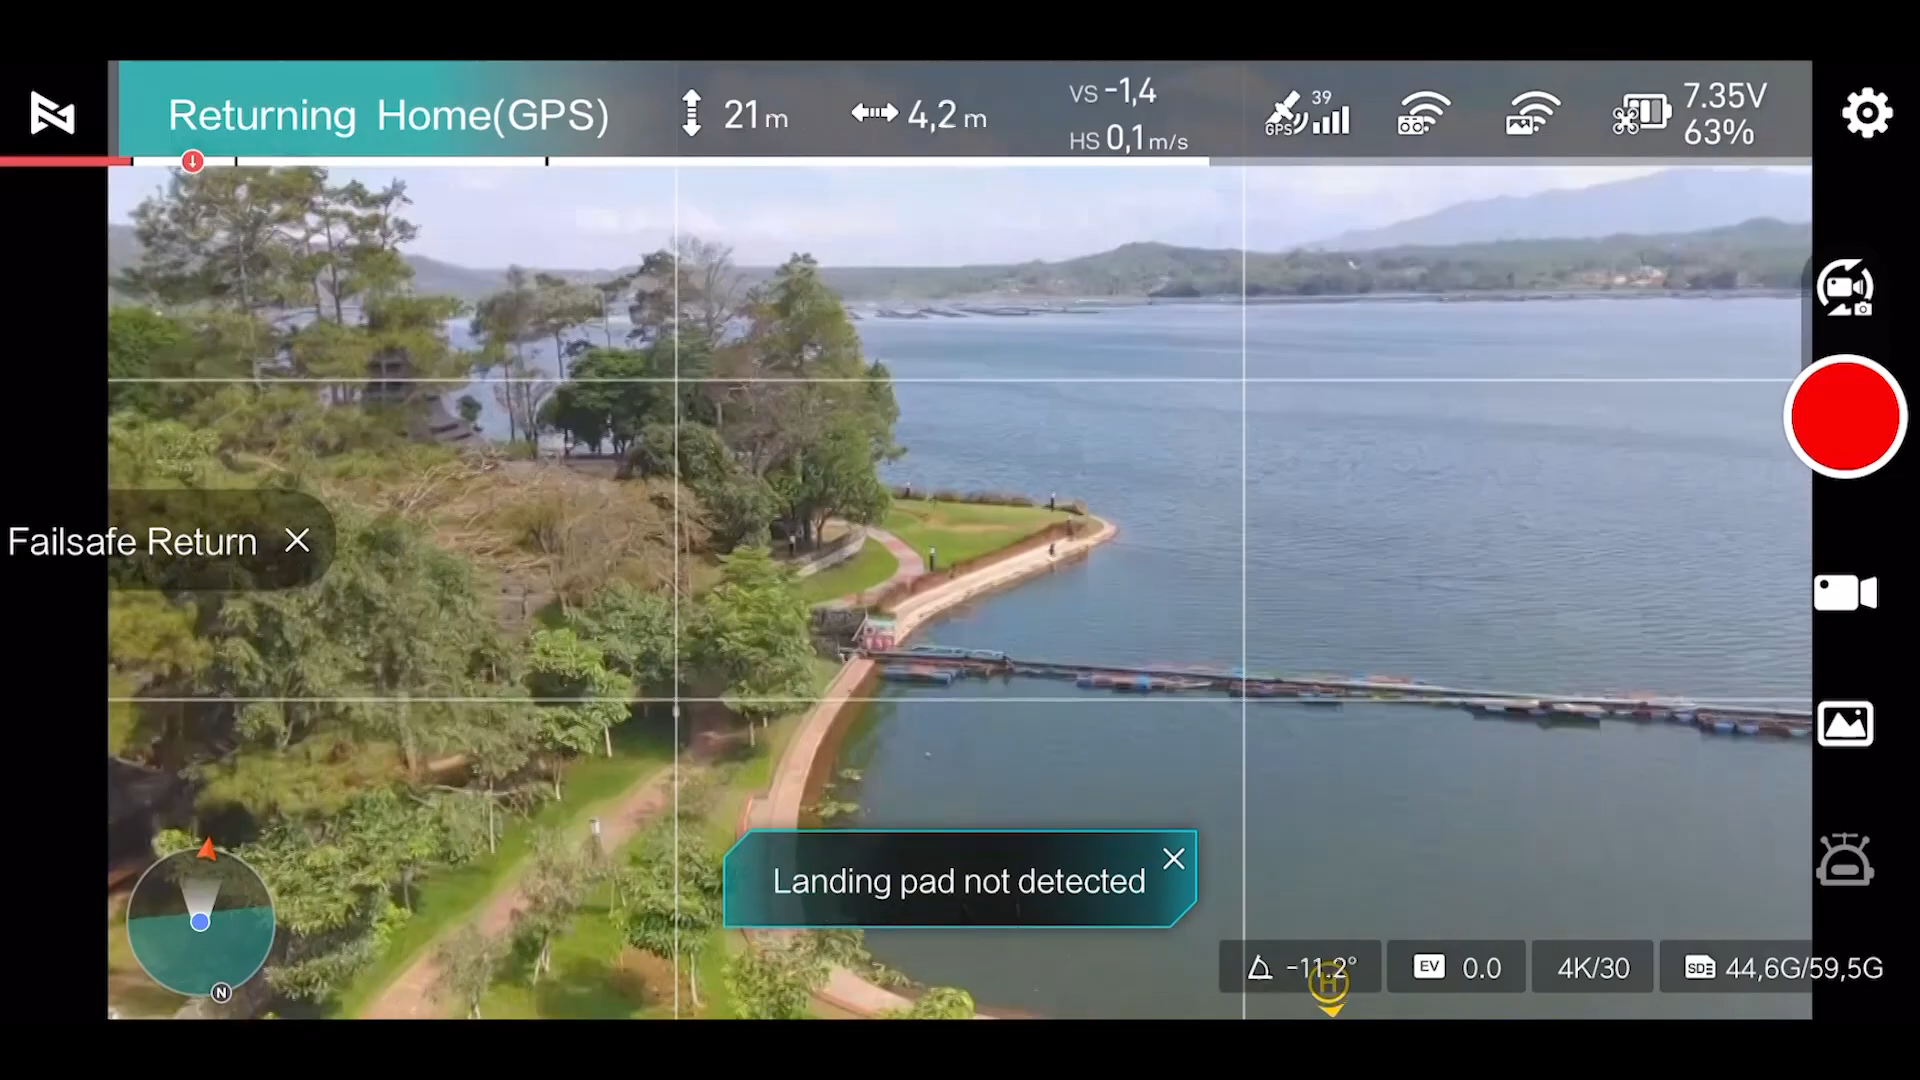 Returning Home(GPS)
21 m
4,2 m
VS -1,4
HS 0,1 m/s
GPS
39
7.35V
63%
Failsafe Return
Landing pad not detected
N
-11.2°
H
EV 0.0
4K/30
SD 44,6G/59,5G